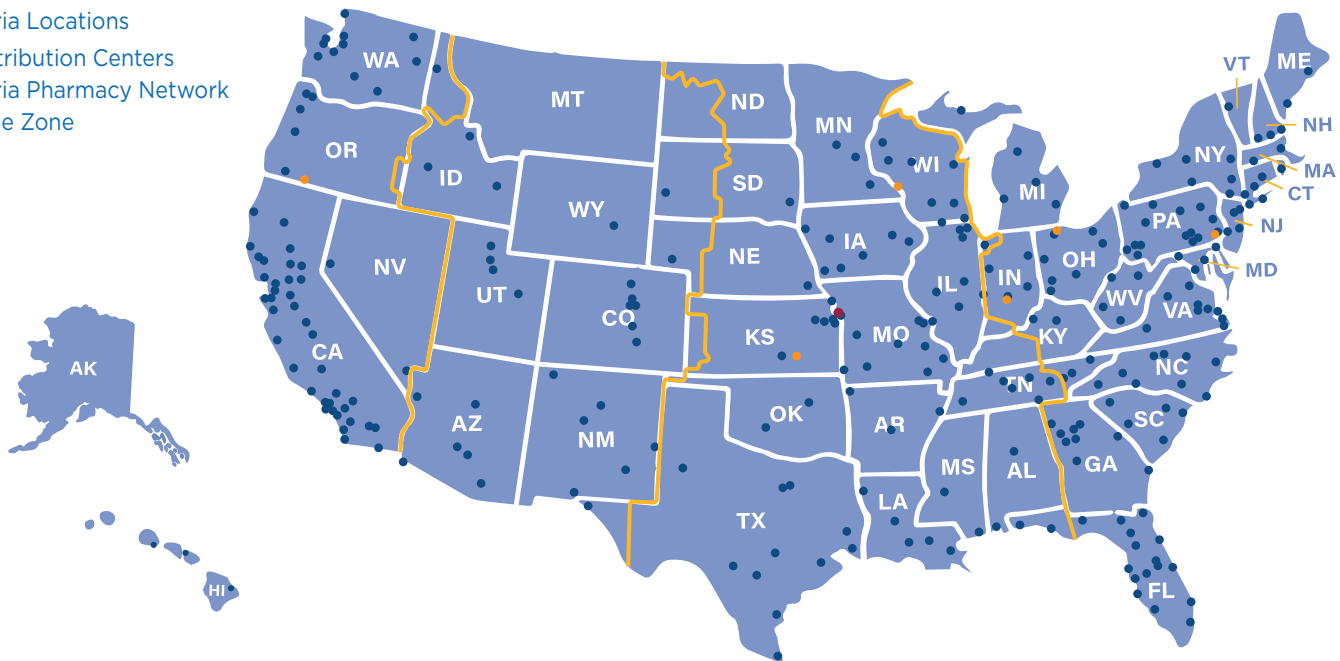 ria Locations
tribution Centers
ria Pharmacy Network
e Zone
WA
MT
ND
MN
VT
ME
OR
ID
SD
WI
MI
NY
NH
MA
CT
WY
IA
PA
NJ
NV
UT
NE
IL
IN
OH
MD
CA
CO
KS
MO
KY
WV
VA
AK
AZ
NM
OK
AR
TN
NC
SC
TX
LA
MS
AL
GA
HI
FL